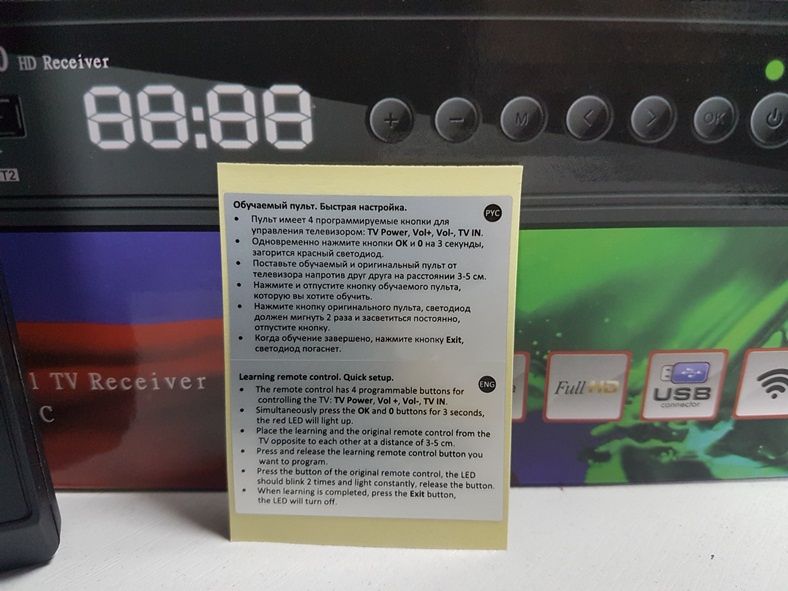 HD Receiver
88:88
+ - M < > OK
T2
Обучаемый пульт. Быстрая настройка.
РУС
• Пульт имеет 4 программируемые кнопки для
управления телевизором: TV Power, Vol+, Vol-, TV IN.
• Одновременно нажмите кнопки OK и 0 на 3 секунды,
загорится красный светодиод.
• Поставьте обучаемый и оригинальный пульт от
телевизора напротив друг друга на расстоянии 3-5 см.
• Нажмите и отпустите кнопку обучаемого пульта,
которую вы хотите обучить.
• Нажмите кнопку оригинального пульта, светодиод
должен мигнуть 2 раза и засветиться постоянно,
отпустите кнопку.
• Когда обучение завершено, нажмите кнопку Exit,
светодиод погаснет.
Learning remote control. Quick setup.
ENG
• The remote control has 4 programmable buttons for
controlling the TV: TV Power, Vol +, Vol-, TV IN.
• Simultaneously press the OK and 0 buttons for 3 seconds,
the red LED will light up.
• Place the learning and the original remote control from the
TV opposite to each other at a distance of 3-5 cm.
• Press and release the learning remote control button you
want to program.
• Press the button of the original remote control, the LED
should blink 2 times and light constantly, release the button.
• When learning is completed, press the Exit button,
the LED will turn off.
1 TV Receiver
C
Full HD
USB
connector